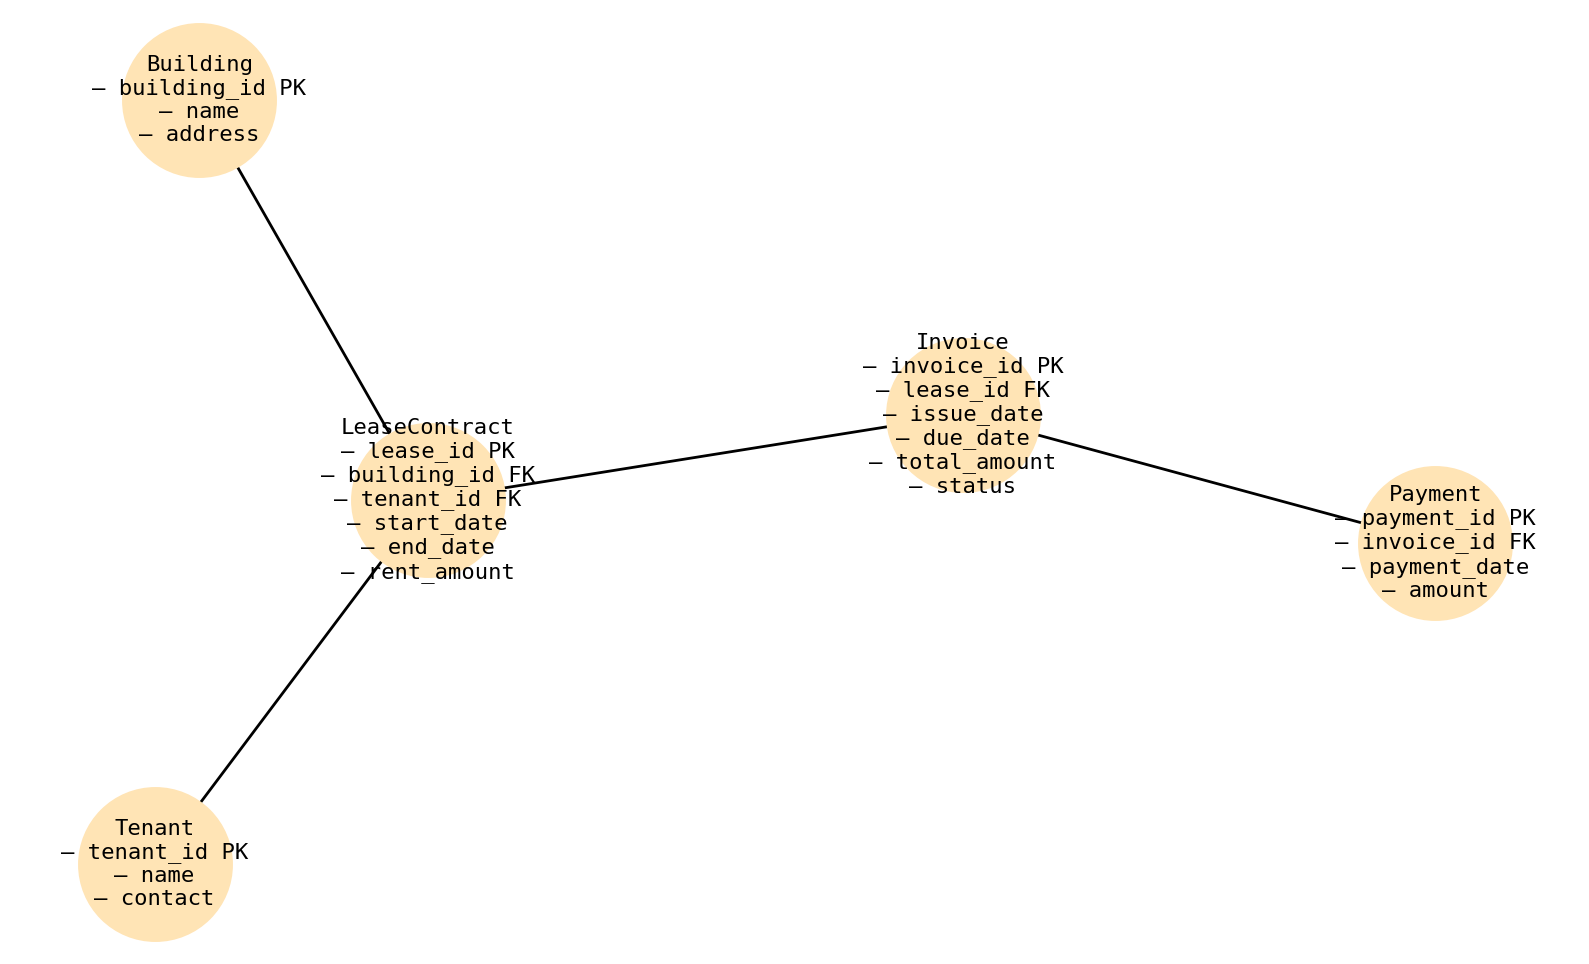 Building
– building_id PK
– name
– address
LeaseContract
– lease_id PK
– building_id FK
– tenant_id FK
– start_date
– end_date
– rent_amount
Invoice
– invoice_id PK
– lease_id FK
– issue_date
– due_date
– total_amount
– status
Payment
– payment_id PK
– invoice_id FK
– payment_date
– amount
Tenant
– tenant_id PK
– name
– contact